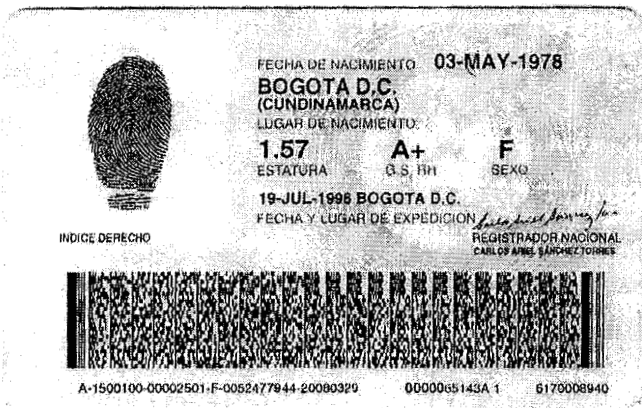 FECHA DE NACIMIENTO 03-MAY-1978
BOGOTA D.C.
(CUNDINAMARCA)
LUGAR DE NACIMIENTO
1.57 A+ F
ESTATURA G.S. RH SEXO
19-JUL-1996 BOGOTA D.C.
FECHA Y LUGAR DE EXPEDICION
INDICE DERECHO
REGISTRADOR NACIONAL
CARLOS ARIEL SÁNCHEZ TORRES
A-1500100-00002501-F-0052477944-20080329 0000065143A 1 6170008940